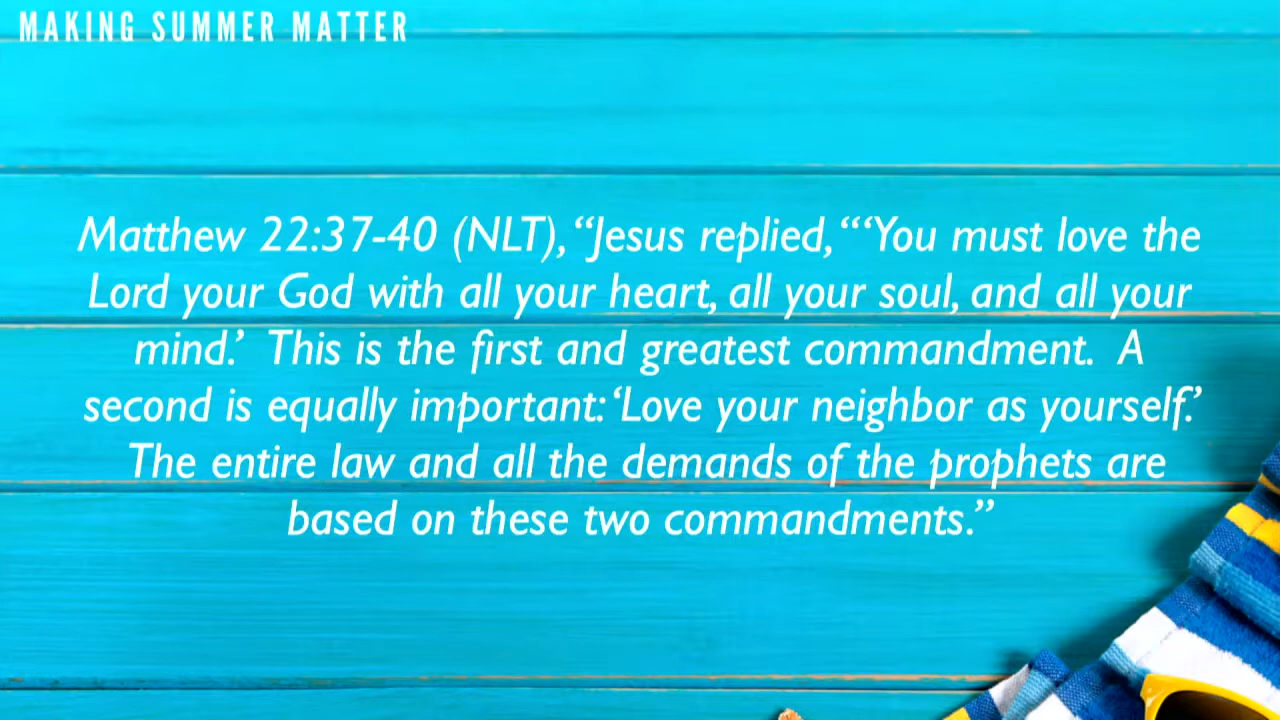 MAKING SUMMER MATTER
Matthew 22:37-40 (NLT), “Jesus replied, “‘You must love the
Lord your God with all your heart, all your soul, and all your
mind.’  This is the first and greatest commandment.  A
second is equally important: ‘Love your neighbor as yourself.’
The entire law and all the demands of the prophets are
based on these two commandments.”